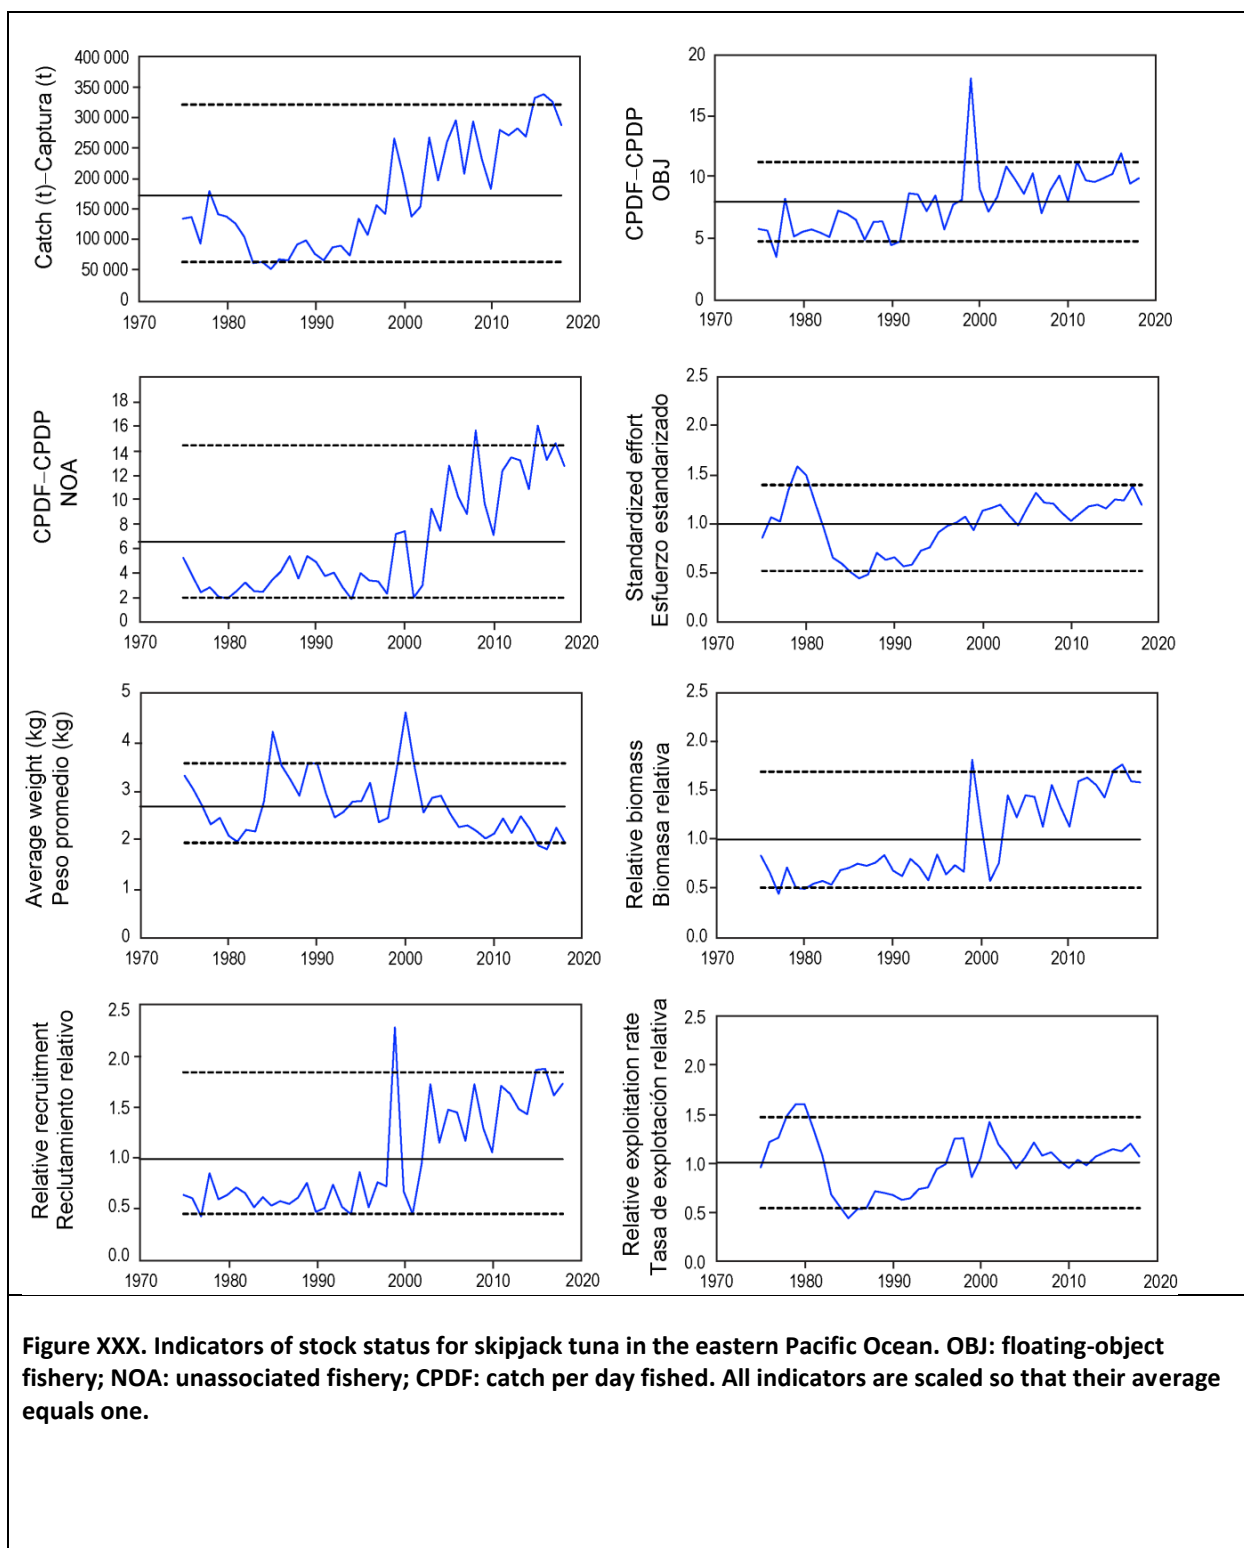 Catch (t)–Captura (t)
400 000
350 000
300 000
250 000
200 000
150 000
100 000
50 000
0
1970 1980 1990 2000 2010 2020
CPDF–CPDP
OBJ
20
15
10
5
0
1970 1980 1990 2000 2010 2020
CPDF–CPDP
NOA
18
16
14
12
10
8
6
4
2
0
1970 1980 1990 2000 2010 2020
Standardized effort
Esfuerzo estandarizado
2.5
2.0
1.5
1.0
0.5
0.0
1970 1980 1990 2000 2010 2020
Average weight (kg)
Peso promedio (kg)
5
4
3
2
1
0
1970 1980 1990 2000 2010 2020
Relative biomass
Biomasa relativa
2.5
2.0
1.5
1.0
0.5
0.0
1970 1980 1990 2000 2010 2020
Relative recruitment
Reclutamiento relativo
2.5
2.0
1.5
1.0
0.5
0.0
1970 1980 1990 2000 2010 2020
Relative exploitation rate
Tasa de explotación relativa
2.5
2.0
1.5
1.0
0.5
0.0
1970 1980 1990 2000 2010 2020
Figure XXX. Indicators of stock status for skipjack tuna in the eastern Pacific Ocean. OBJ: floating-object
fishery; NOA: unassociated fishery; CPDF: catch per day fished. All indicators are scaled so that their average
equals one.